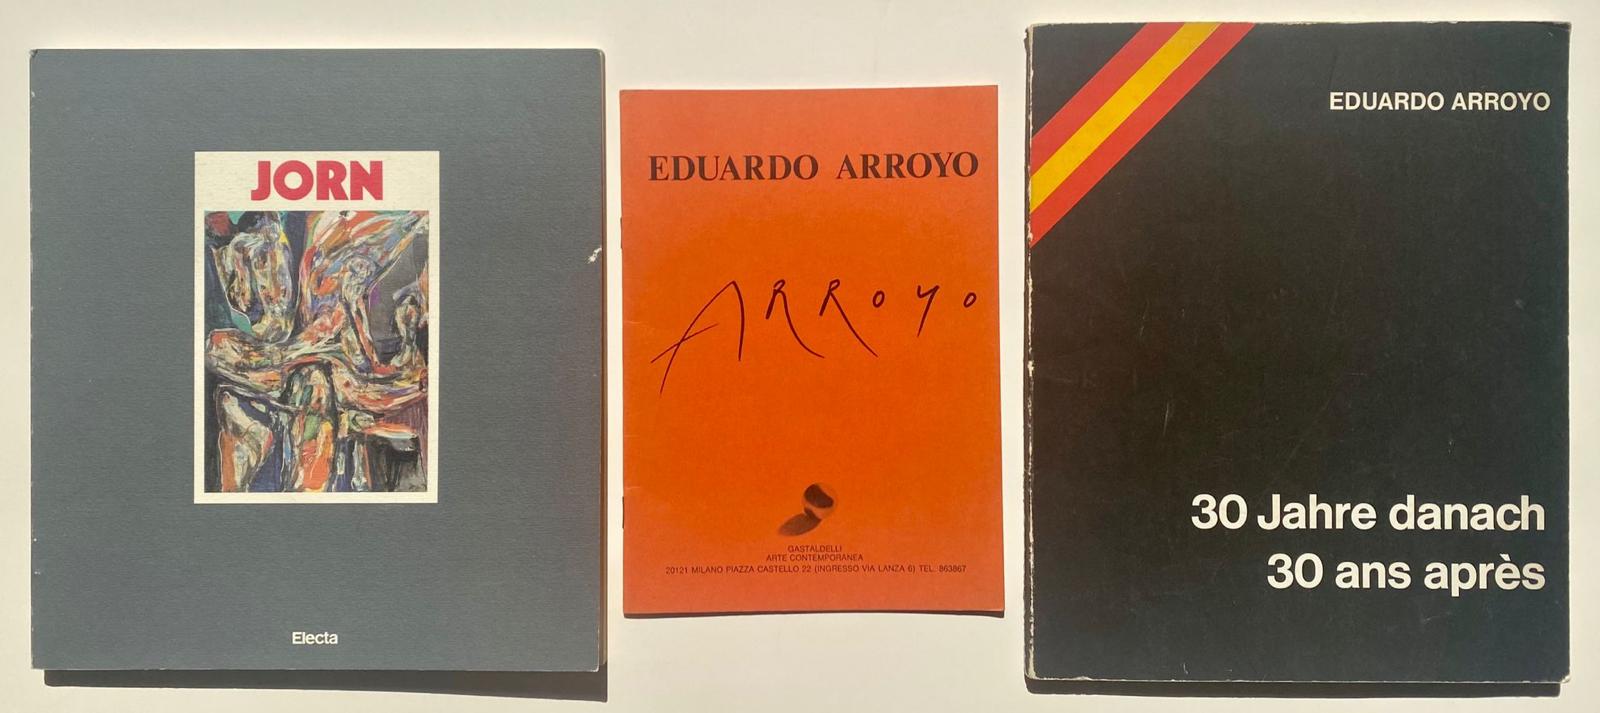 JORN
Electa
EDUARDO ARROYO
ARROYO
GASTALDELLI
ARTE CONTEMPORANEA
20121 MILANO PIAZZA CASTELLO 22 (INGRESSO VIA LANZA 6) TEL. 863867
EDUARDO ARROYO
30 Jahre danach
30 ans après